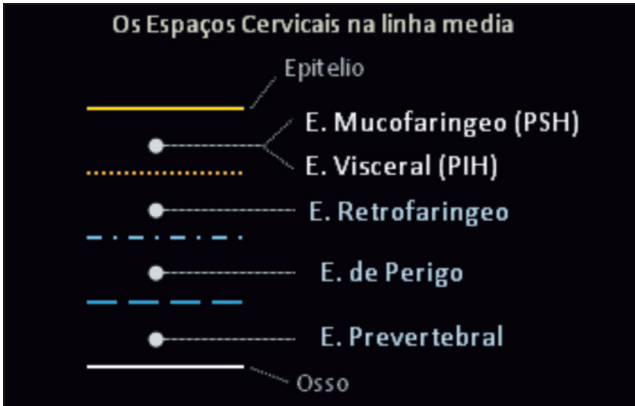 Os Espaços Cervicais na linha media
Epitelio
E. Mucofaringeo (PSH)
E. Visceral (PIH)
E. Retrofaringeo
E. de Perigo
E. Prevertebral
Osso